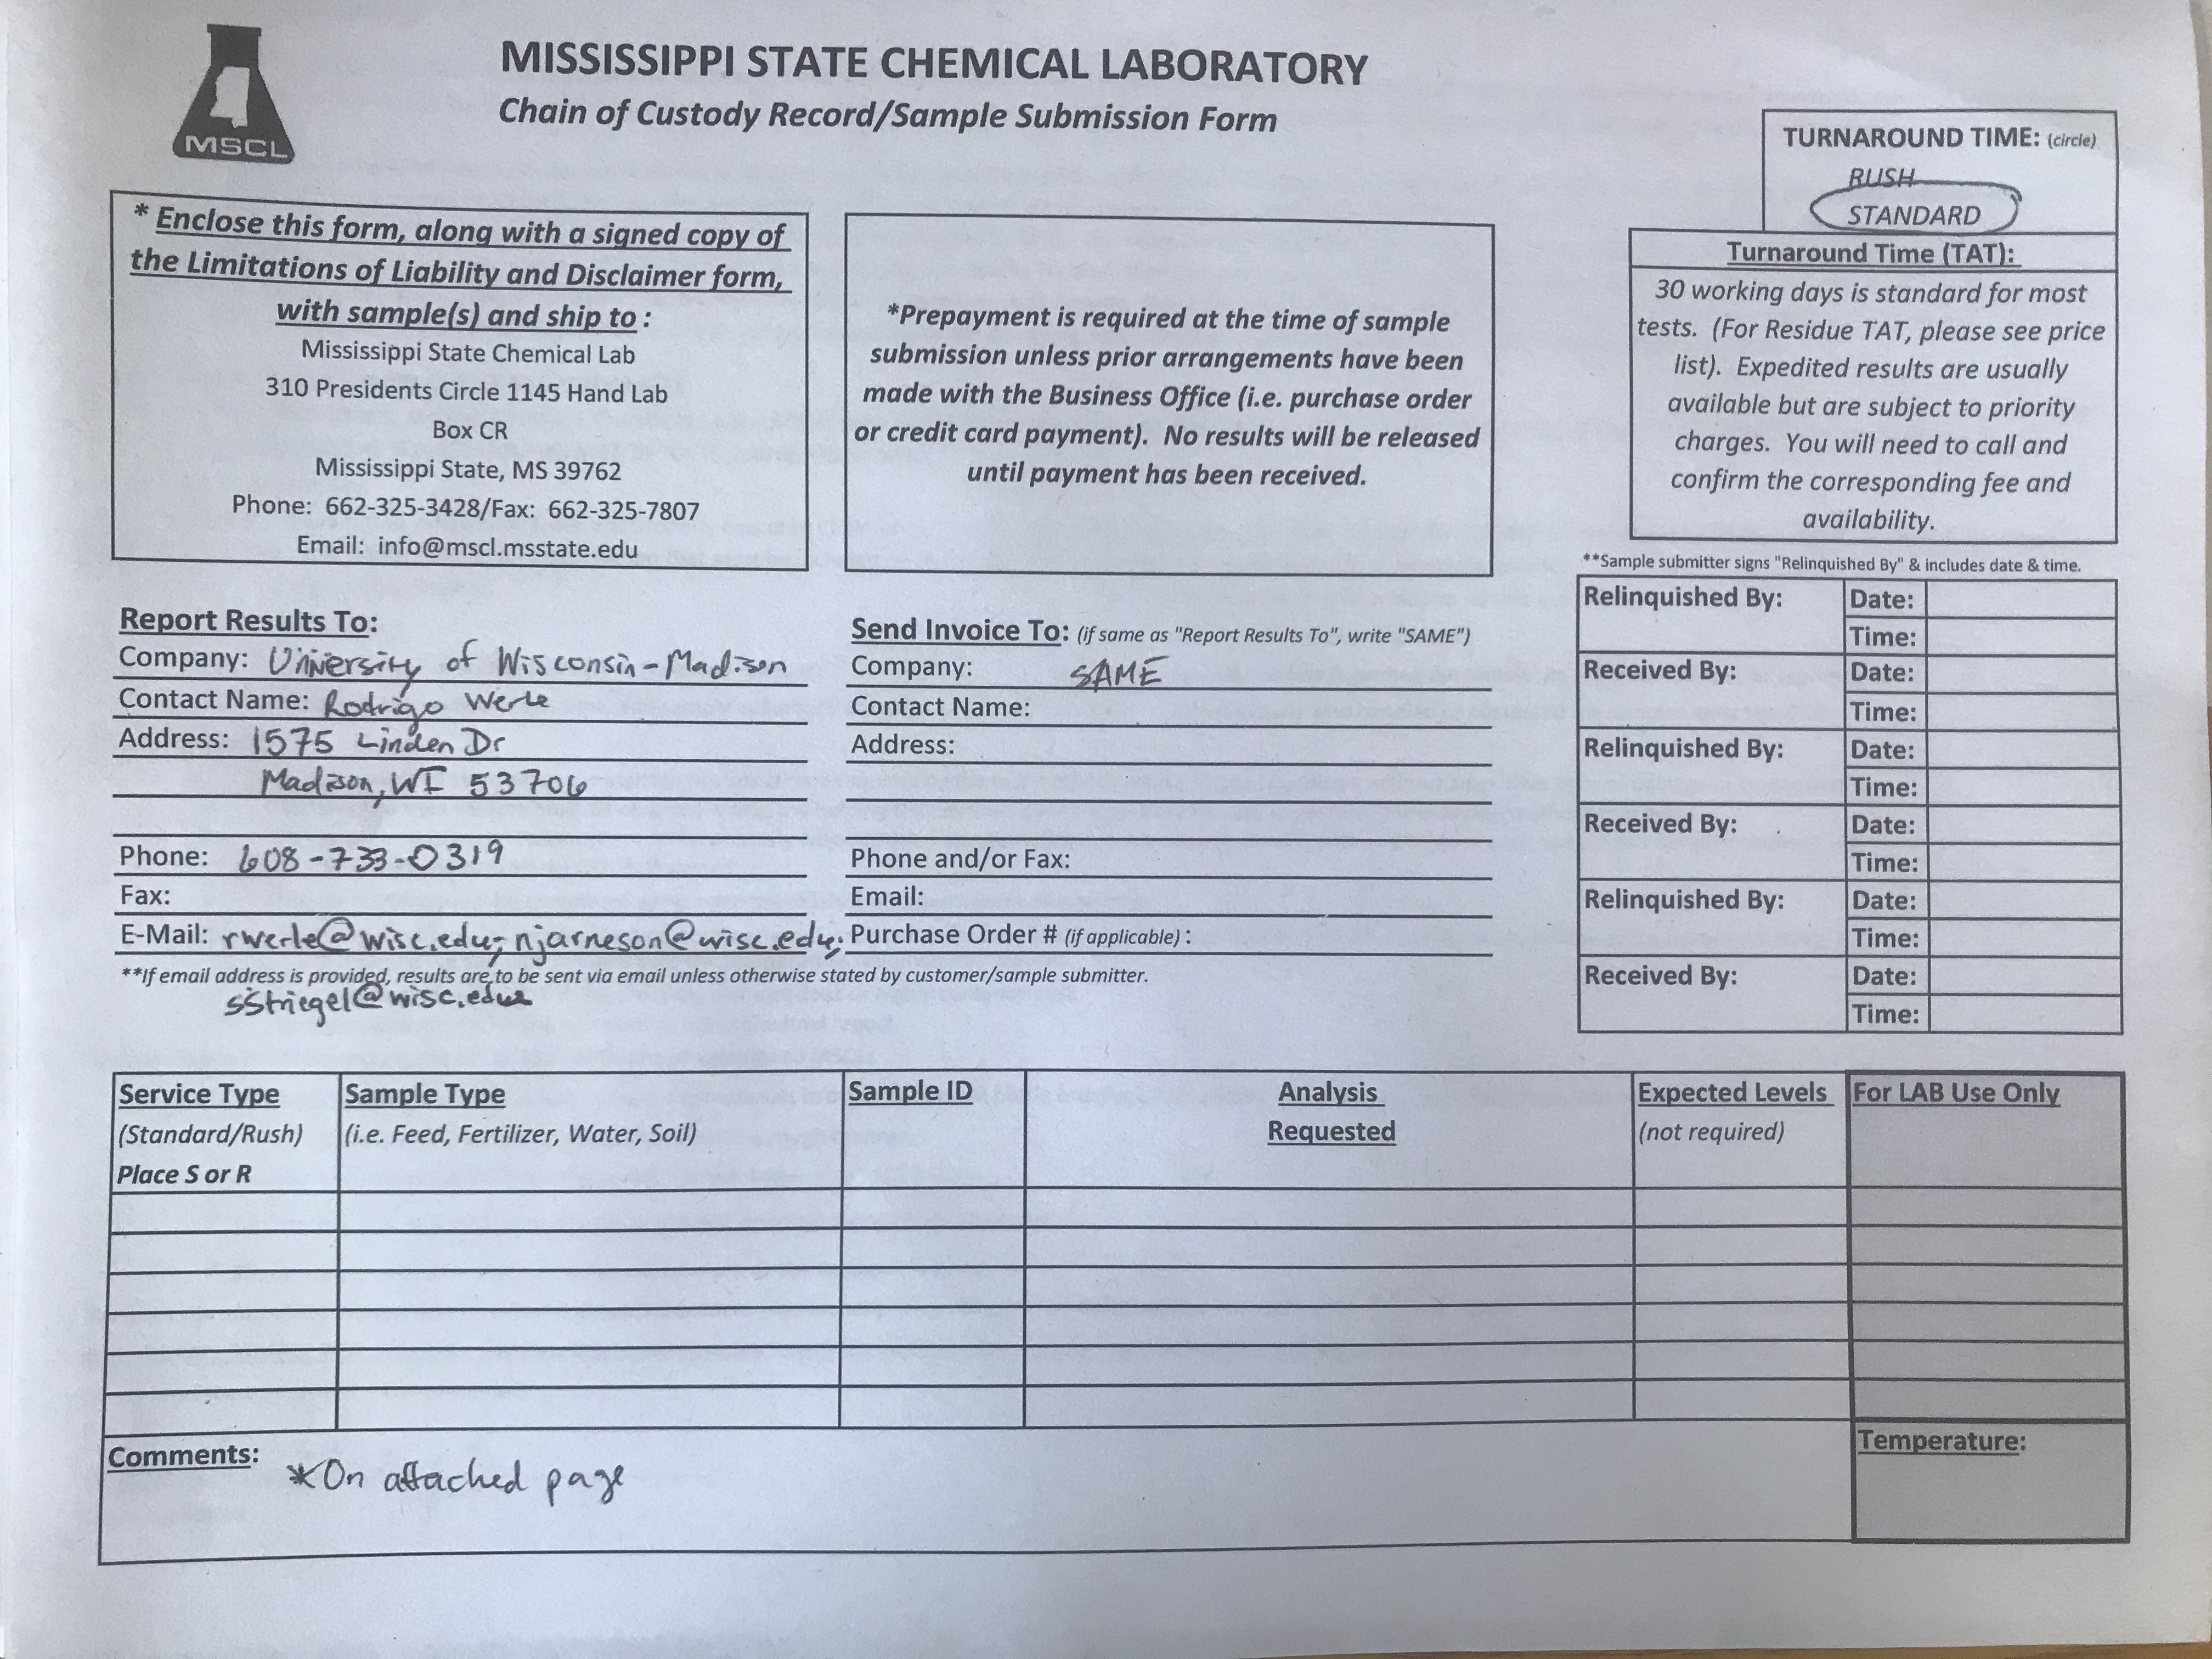 MSCL
MISSISSIPPI STATE CHEMICAL LABORATORY
Chain of Custody Record/Sample Submission Form
TURNAROUND TIME: (circle)
RUSH
STANDARD
* Enclose this form, along with a signed copy of
the Limitations of Liability and Disclaimer form,
with sample(s) and ship to :
Mississippi State Chemical Lab
310 Presidents Circle 1145 Hand Lab
Box CR
Mississippi State, MS 39762
Phone: 662-325-3428/Fax: 662-325-7807
Email: info@mscl.msstate.edu
*Prepayment is required at the time of sample
submission unless prior arrangements have been
made with the Business Office (i.e. purchase order
or credit card payment). No results will be released
until payment has been received.
Turnaround Time (TAT):
30 working days is standard for most
tests. (For Residue TAT, please see price
list). Expedited results are usually
available but are subject to priority
charges. You will need to call and
confirm the corresponding fee and
availability.
Report Results To:
Company: University of Wisconsin-Madison
Contact Name: Rodrigo Werle
Address: 1575 Linden Dr
Madison, WI 53706
Phone: 608-733-0319
Fax:
E-Mail: rwerle@wisc.edu; njarneson@wisc.edu;
**If email address is provided, results are to be sent via email unless otherwise stated by customer/sample submitter.
sstriegel@wisc.edu
Send Invoice To: (if same as "Report Results To", write "SAME")
Company: SAME
Contact Name:
Address:
Phone and/or Fax:
Email:
Purchase Order # (if applicable) :
**Sample submitter signs "Relinquished By" & includes date & time.
Relinquished By: Date:
Time:
Received By: Date:
Time:
Relinquished By: Date:
Time:
Received By: Date:
Time:
Relinquished By: Date:
Time:
Received By: Date:
Time:
Service Type Sample Type Sample ID Analysis Expected Levels For LAB Use Only
(Standard/Rush) (i.e. Feed, Fertilizer, Water, Soil) Requested (not required)
Place S or R
Comments: *On attached page
Temperature: